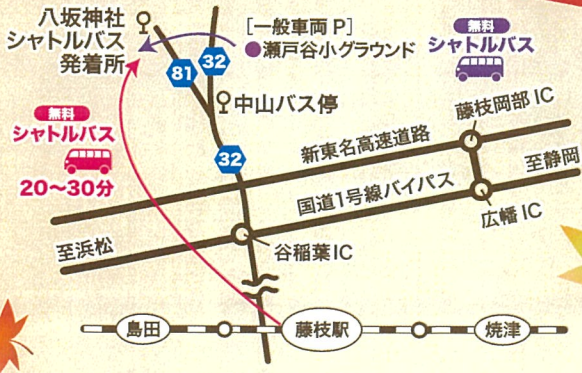 八坂神社
シャトルバス
発着所
[一般車両 P]
●瀬戸谷小グラウンド
無料
シャトルバス
81
32
中山バス停
藤枝岡部IC
無料
シャトルバス
20〜30分
32
新東名高速道路
至静岡
国道1号線バイパス
広幡IC
至浜松
谷稲葉IC
島田
藤枝駅
焼津